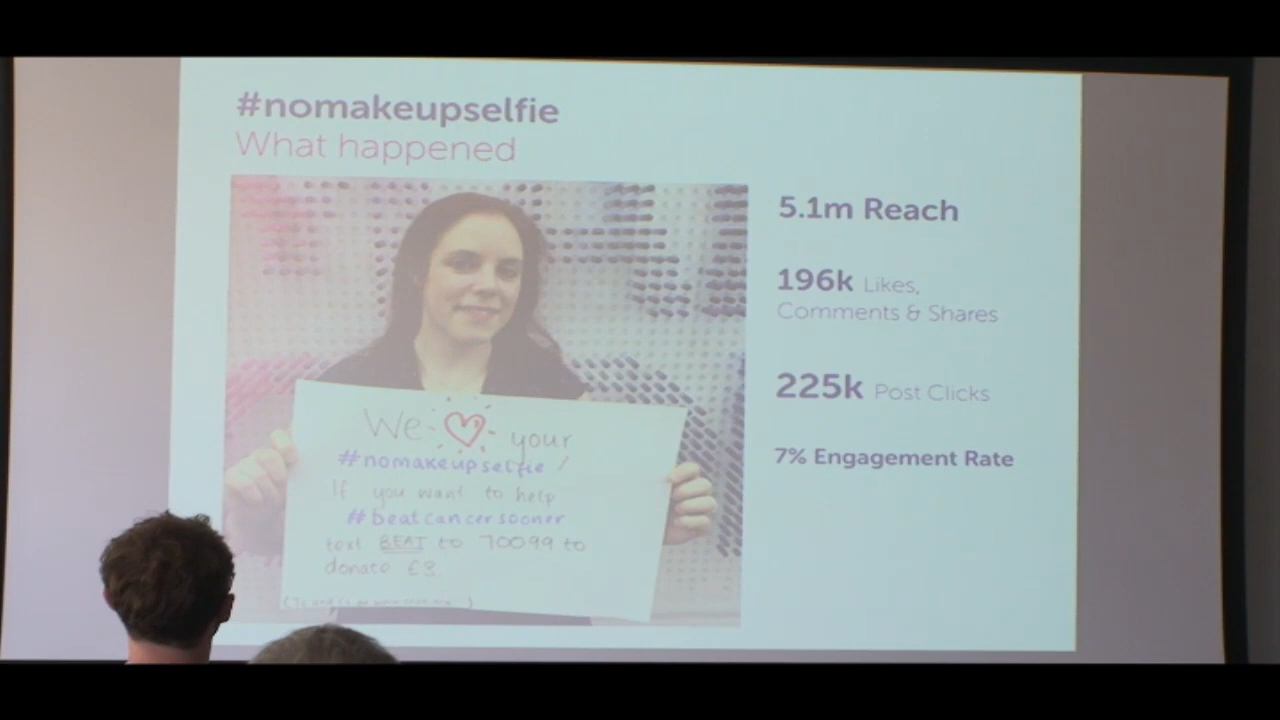 #nomakeupselfie
What happened
5.1m Reach
196k Likes,
Comments & Shares
225k Post Clicks
7% Engagement Rate
We your
#nomakeupselfie
If you want to help
#beatcancersooner
text BEAT to 70099 to
donate £3